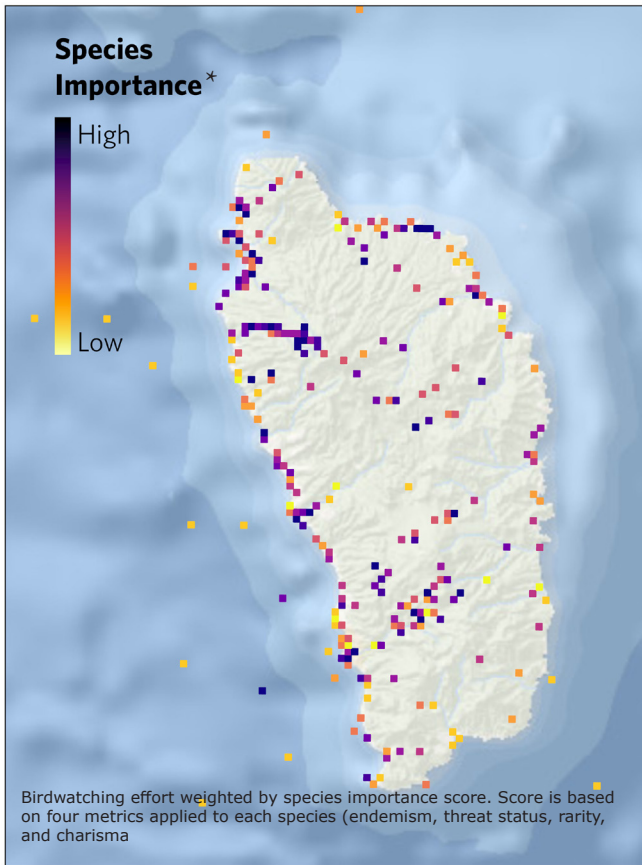 Species
Importance*
High
Low
Birdwatching effort weighted by species importance score. Score is based
on four metrics applied to each species (endemism, threat status, rarity,
and charisma